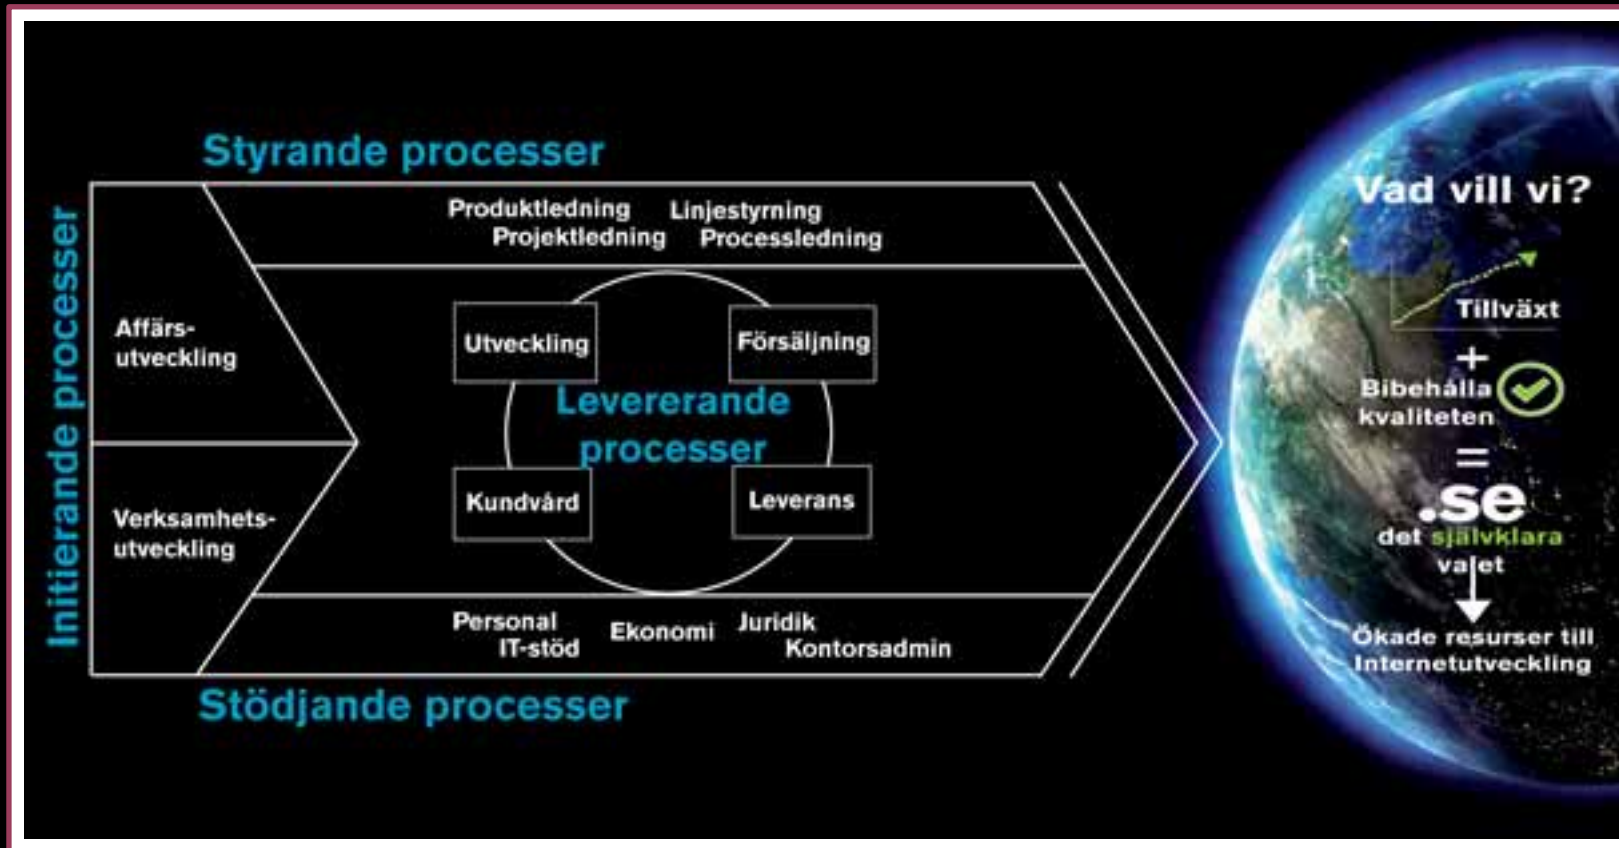 Styrande processer
Initierande processer
Produktledning Linjestyrning
Projektledning Processledning
Affärs-
utveckling
Verksamhets-
utveckling
Utveckling
Försäljning
Levererande
processer
Kundvård
Leverans
Personal Ekonomi Juridik
IT-stöd Kontorsadmin
Stödjande processer
Vad vill vi?
Tillväxt
+
Bibehålla
kvaliteten
=
.se
det självklara
valet
Ökade resurser till
Internetutveckling